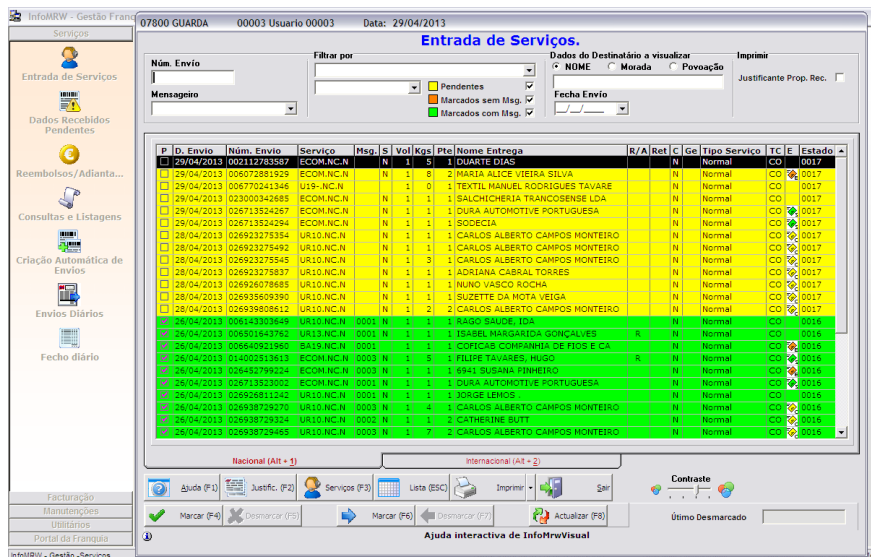 InfoMRW - Gestão Franq
07800 GUARDA 00003 Usuario 00003 Data: 29/04/2013
Serviços
Entrada de Serviços
Dados Recebidos
Pendentes
Reembolsos/Adianta...
Consultas e Listagens
Criação Automática de
Envios
Envios Diários
Fecho diário
Facturação
Manutenções
Utilitários
Portal da Franquia
InfoMRW - Gestão -Serviços
Entrada de Serviços.
Núm. Envío
Mensageiro
Filtrar por
Pendentes
Marcados sem Msg.
Marcados com Msg.
Dados do Destinatário a visualizar
NOME Morada Povoação
Fecha Envío
__/__/____
Imprimir
Justificante Prop. Rec.
P D. Envio Núm. Envio Serviço Msg. S Vol Kgs Pte Nome Entrega R/A Ret C Ge Tipo Serviço TC E Estado
29/04/2013 002112783587 ECOM.NC.N N 1 5 1 DUARTE DIAS N Normal CO 0017
29/04/2013 006072881929 ECOM.NC.N N 1 8 2 MARIA ALICE VIEIRA SILVA N Normal CO 0017
29/04/2013 006770241346 U19-.NC.N 1 0 1 TEXTIL MANUEL RODRIGUES TAVARE N Normal CO 0017
29/04/2013 023000342685 ECOM.NC.N N 1 1 1 SALCHICHERIA TRANCOSENSE LDA N Normal CO 0017
29/04/2013 026713524267 ECOM.NC.N N 1 1 1 DURA AUTOMOTIVE PORTUGUESA N Normal CO 0017
29/04/2013 026713524294 ECOM.NC.N N 1 1 1 SODECIA N Normal CO 0017
28/04/2013 026923275354 UR10.NC.N N 1 1 1 CARLOS ALBERTO CAMPOS MONTEIRO N Normal CO 0017
28/04/2013 026923275492 UR10.NC.N N 1 1 1 CARLOS ALBERTO CAMPOS MONTEIRO N Normal CO 0017
28/04/2013 026923275545 UR10.NC.N N 1 3 1 CARLOS ALBERTO CAMPOS MONTEIRO N Normal CO 0017
28/04/2013 026923275837 UR10.NC.N N 1 1 1 ADRIANA CABRAL TORRES N Normal CO 0017
28/04/2013 026926078685 UR10.NC.N N 1 1 1 NUNO VASCO ROCHA N Normal CO 0017
28/04/2013 026935609390 UR10.NC.N N 1 1 1 SUZETTE DA MOTA VEIGA N Normal CO 0017
28/04/2013 026939808612 UR10.NC.N N 1 2 2 CARLOS ALBERTO CAMPOS MONTEIRO N Normal CO 0017
26/04/2013 006143303649 UR10.NC.N 0001 N 1 1 1 RAGO SAUDE, IDA N Normal CO 0016
26/04/2013 006501643762 UR13.NC.N 0001 N 1 1 1 ISABEL MARGARIDA GONÇALVES R N Normal CO 0016
26/04/2013 006640921960 BA19.NC.N 0001 1 1 1 COFICAB COMPANHIA DE FIOS E CA N Normal CO 0016
26/04/2013 014002513613 ECOM.NC.N 0003 N 1 5 1 FILIPE TAVARES, HUGO R N Normal CO 0016
26/04/2013 026452799224 ECOM.NC.N 0003 N 1 1 1 6941 SUSANA PINHEIRO N Normal CO 0016
26/04/2013 026713523002 ECOM.NC.N 0001 N 1 1 1 DURA AUTOMOTIVE PORTUGUESA N Normal CO 0016
26/04/2013 026926811242 UR10.NC.N 0001 N 1 1 1 JORGE LEMOS . N Normal CO 0016
26/04/2013 026938729270 UR10.NC.N 0003 N 1 4 1 CARLOS ALBERTO CAMPOS MONTEIRO N Normal CO 0016
26/04/2013 026938729324 UR10.NC.N 0002 N 1 1 2 CATHERINE BUTT N Normal CO 0016
26/04/2013 026938729465 UR10.NC.N 0003 N 1 7 2 CARLOS ALBERTO CAMPOS MONTEIRO N Normal CO 0016
Nacional (Alt + 1) Internacional (Alt + 2)
Ajuda (F1) Justific. (F2) Serviços (F3) Lista (ESC) Imprimir Sair
Contraste
Marcar (F4) Desmarcar (F5) Marcar (F6) Desmarcar (F7) Actualizar (F8)
Útimo Desmarcado
Ajuda interactiva de InfoMrwVisual